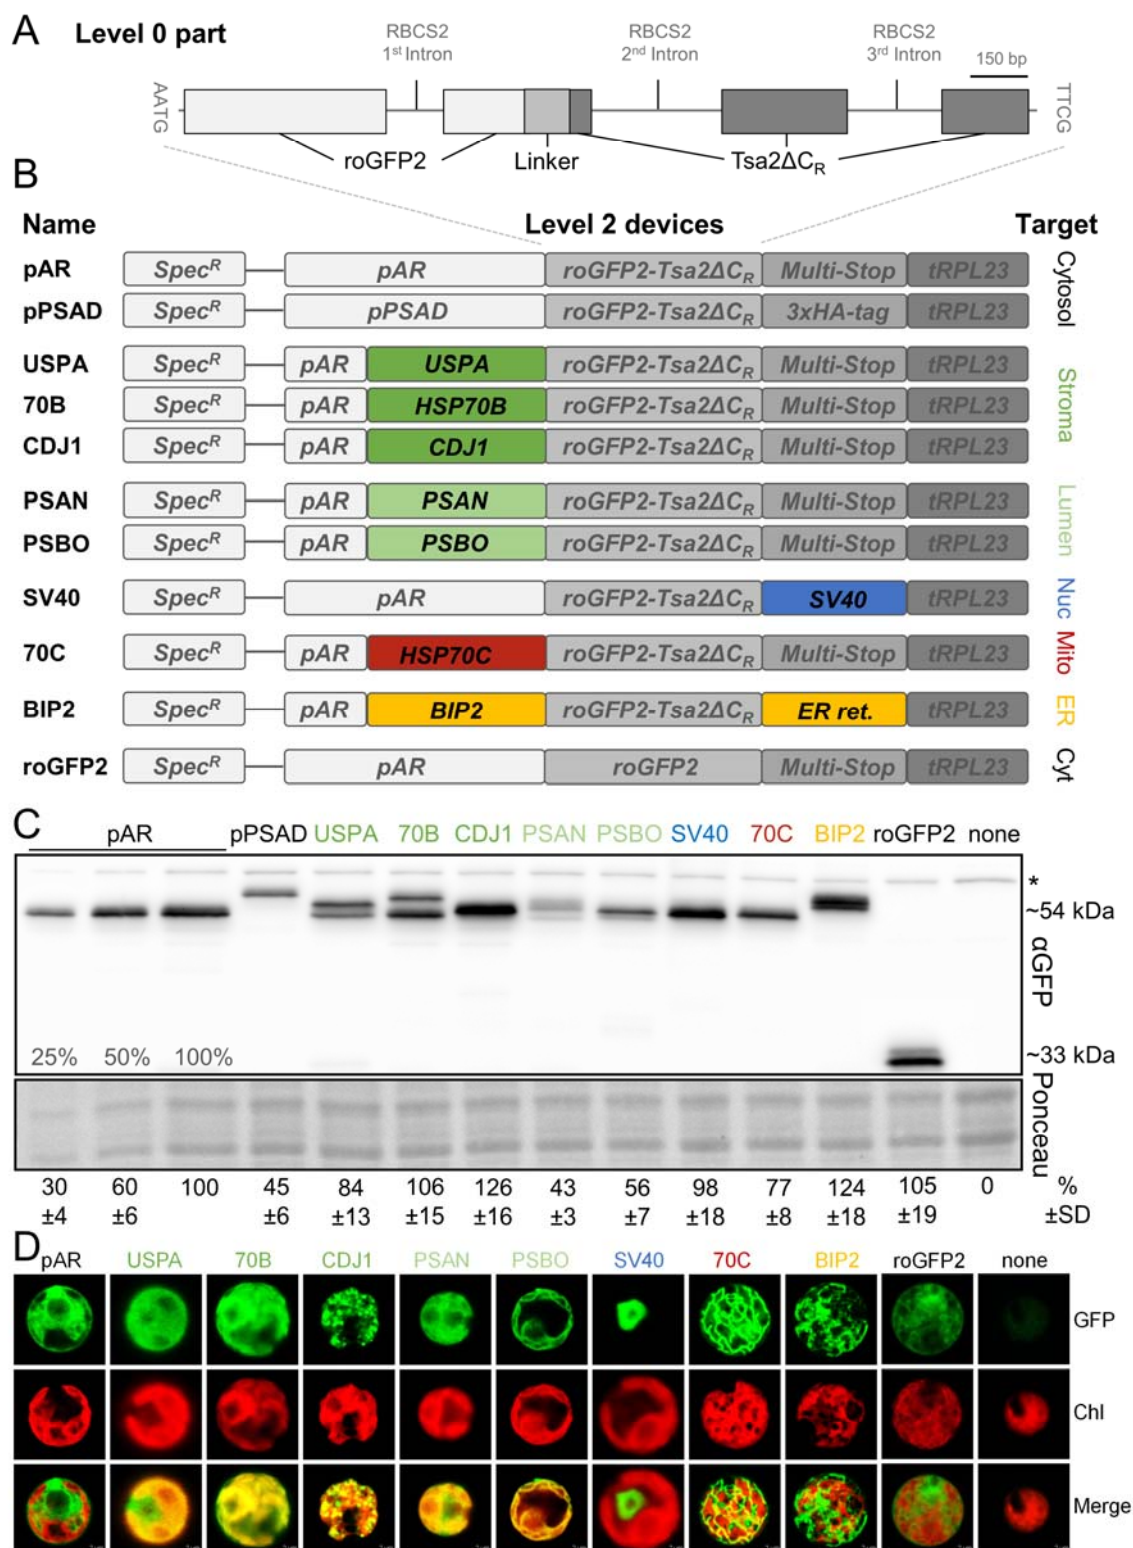 A Level 0 part
RBCS2 1st Intron
RBCS2 2nd Intron
RBCS2 3rd Intron
150 bp
AATG
TTCG
roGFP2 Linker Tsa2ΔCR
B
Name Level 2 devices Target
pAR SpecR pAR roGFP2-Tsa2ΔCR Multi-Stop tRPL23
pPSAD SpecR pPSAD roGFP2-Tsa2ΔCR 3xHA-tag tRPL23
Cytosol
USPA SpecR pAR USPA roGFP2-Tsa2ΔCR Multi-Stop tRPL23
70B SpecR pAR HSP70B roGFP2-Tsa2ΔCR Multi-Stop tRPL23
CDJ1 SpecR pAR CDJ1 roGFP2-Tsa2ΔCR Multi-Stop tRPL23
Stroma
PSAN SpecR pAR PSAN roGFP2-Tsa2ΔCR Multi-Stop tRPL23
PSBO SpecR pAR PSBO roGFP2-Tsa2ΔCR Multi-Stop tRPL23
Lumen
SV40 SpecR pAR roGFP2-Tsa2ΔCR SV40 tRPL23 Nuc
70C SpecR pAR HSP70C roGFP2-Tsa2ΔCR Multi-Stop tRPL23 Mito
BIP2 SpecR pAR BIP2 roGFP2-Tsa2ΔCR ER ret. tRPL23 ER
roGFP2 SpecR pAR roGFP2 Multi-Stop tRPL23 Cyt
C
pAR pPSAD USPA 70B CDJ1 PSAN PSBO SV40 70C BIP2 roGFP2 none
*
~54 kDa
αGFP
25% 50% 100%
~33 kDa
Ponceau
30 60 100 45 84 106 126 43 56 98 77 124 105 0 %
±4 ±6 ±6 ±13 ±15 ±16 ±3 ±7 ±18 ±8 ±18 ±19 ±SD
D
pAR USPA 70B CDJ1 PSAN PSBO SV40 70C BIP2 roGFP2 none
GFP
Chl
Merge